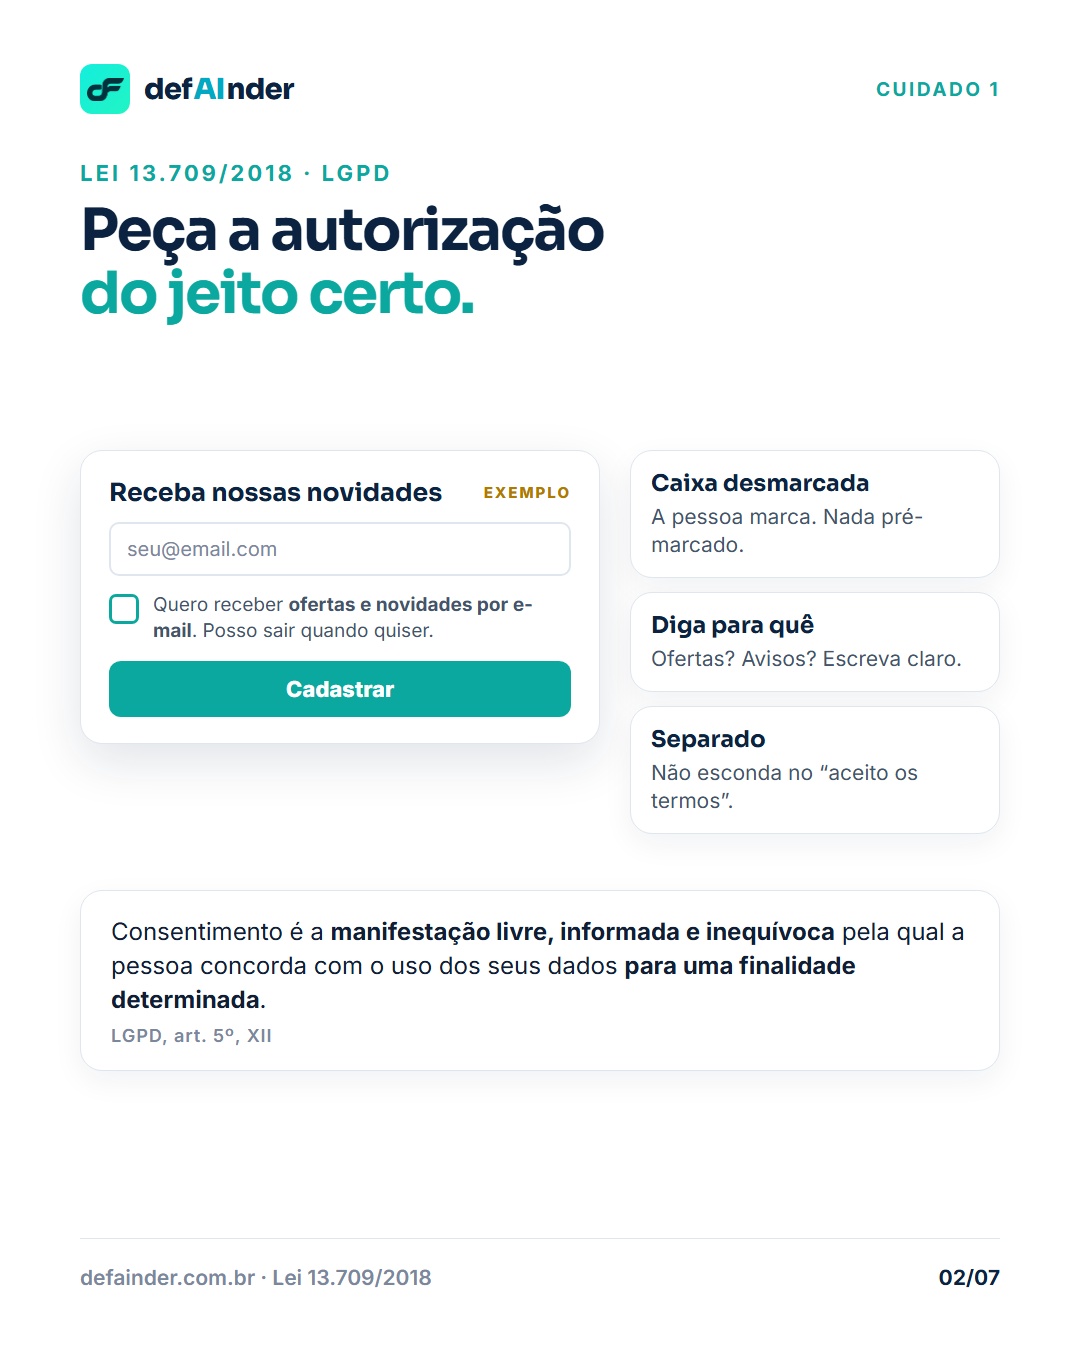 defAInder
CUIDADO 1
LEI 13.709/2018 · LGPD
Peça a autorização
do jeito certo.
Receba nossas novidades
EXEMPLO
seu@email.com
Quero receber ofertas e novidades por e-
mail. Posso sair quando quiser.
Cadastrar
Caixa desmarcada
A pessoa marca. Nada pré-
marcado.
Diga para quê
Ofertas? Avisos? Escreva claro.
Separado
Não esconda no “aceito os
termos”.
Consentimento é a manifestação livre, informada e inequívoca pela qual a
pessoa concorda com o uso dos seus dados para uma finalidade
determinada.
LGPD, art. 5º, XII
defainder.com.br · Lei 13.709/2018
02/07